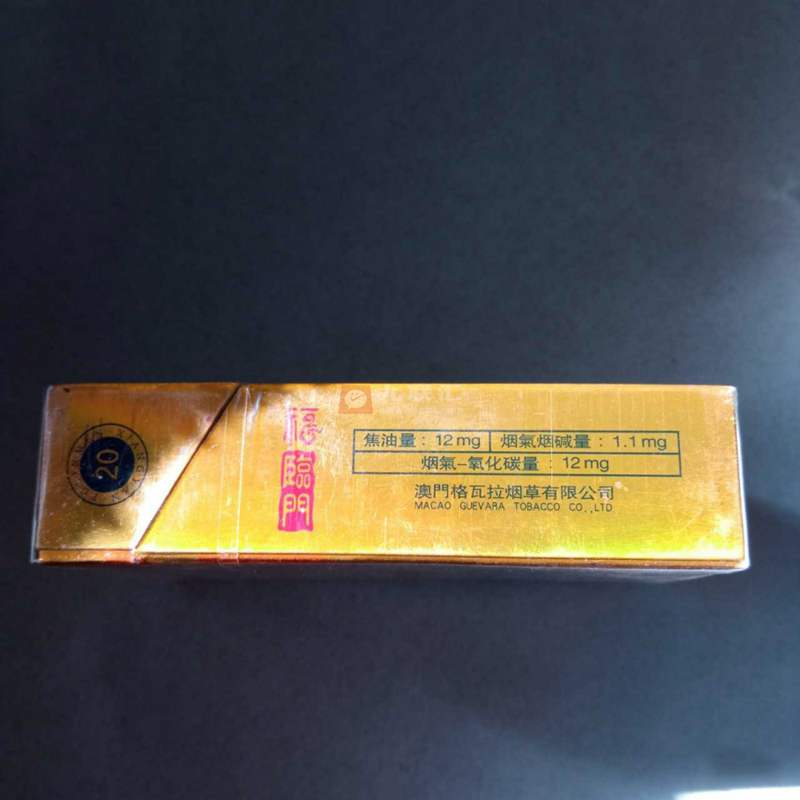 20
福臨門
焦油量：12mg 烟氣烟碱量：1.1mg
烟氣-氧化碳量：12mg
澳門格瓦拉烟草有限公司
MACAO GUEVARA TOBACCO CO.,LTD